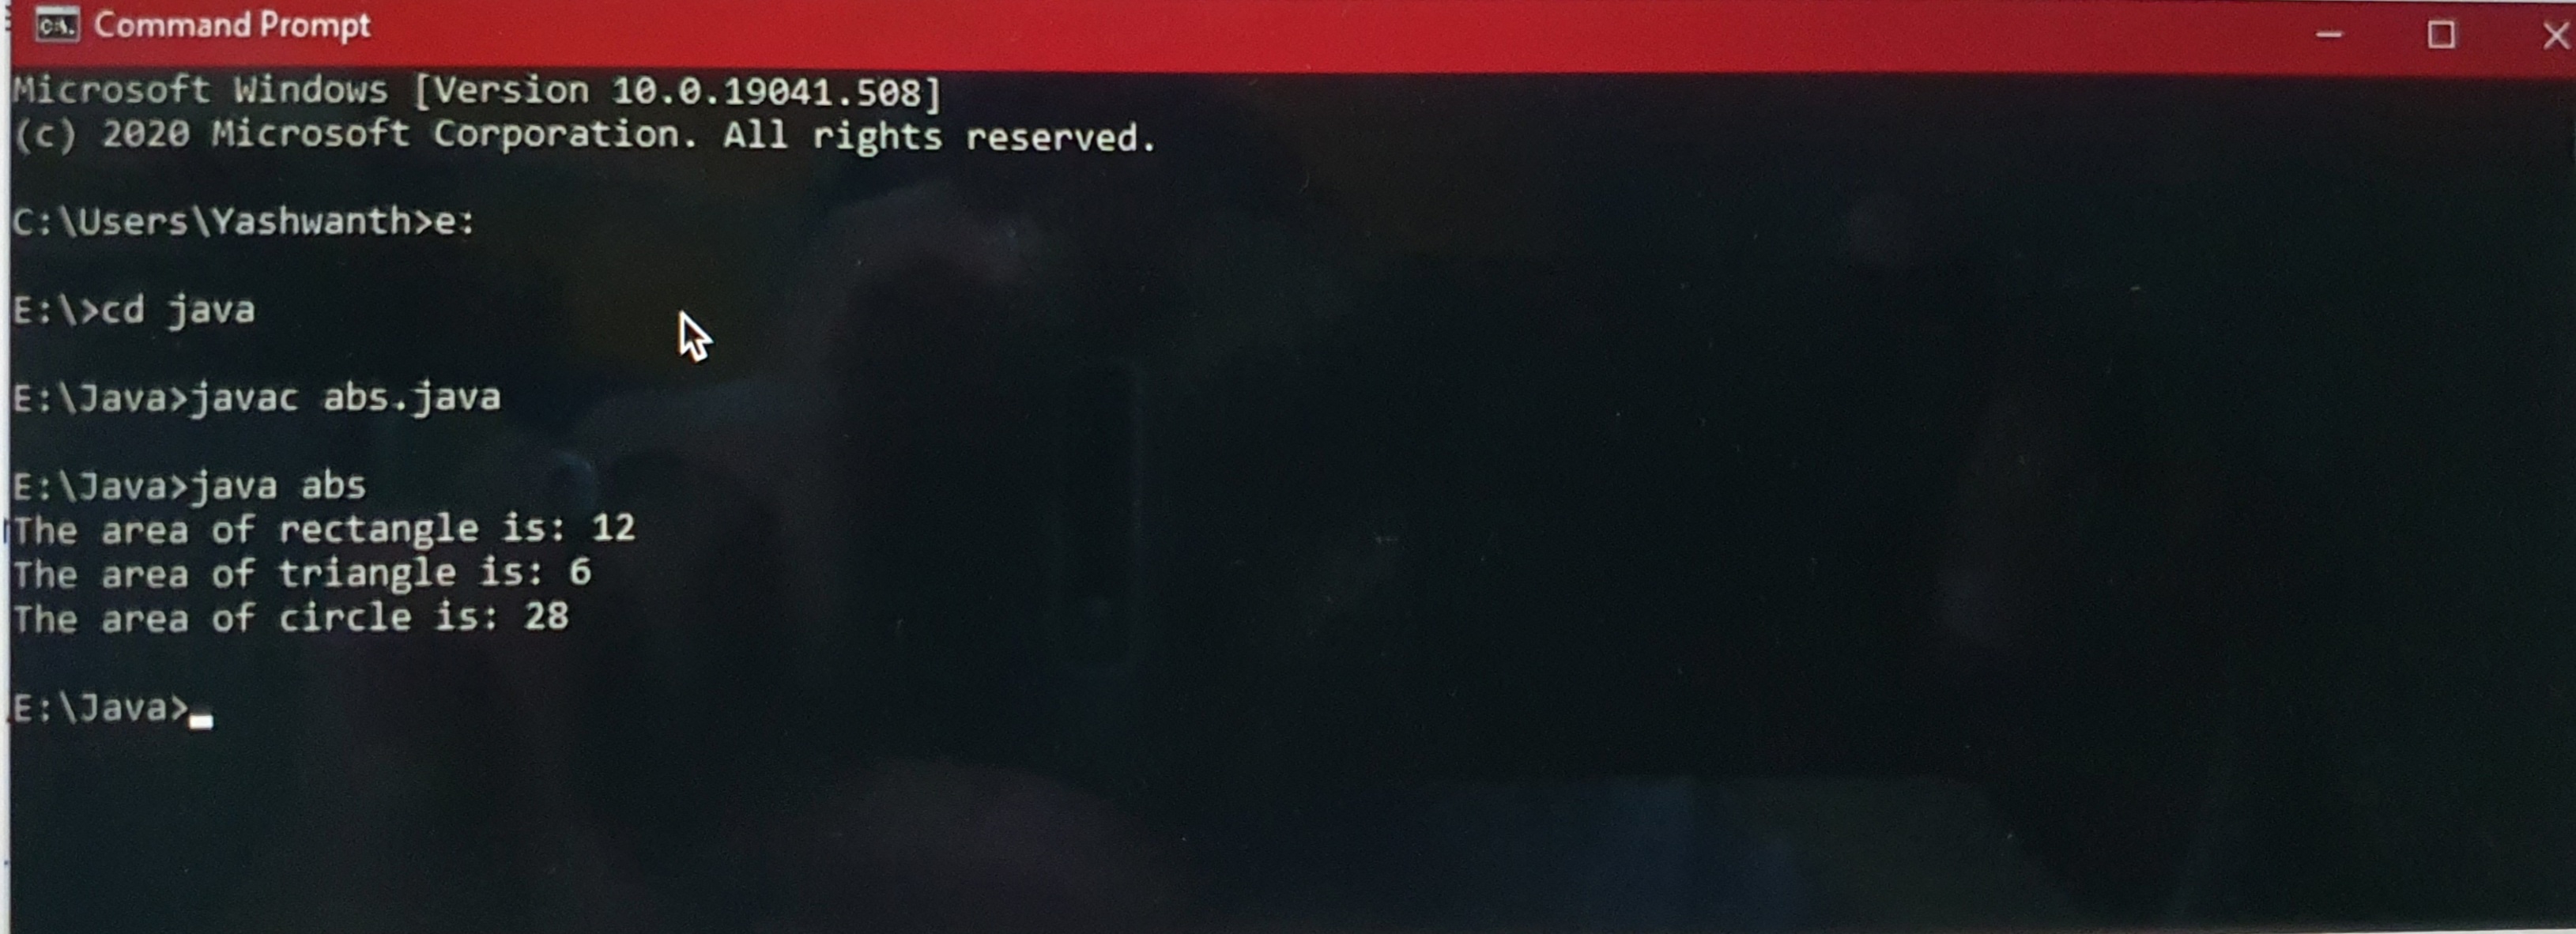 Command Prompt
Microsoft Windows [Version 10.0.19041.508]
(c) 2020 Microsoft Corporation. All rights reserved.
C:\Users\Yashwanth>e:
E:\>cd java
E:\Java>javac abs.java
E:\Java>java abs
The area of rectangle is: 12
The area of triangle is: 6
The area of circle is: 28
E:\Java>